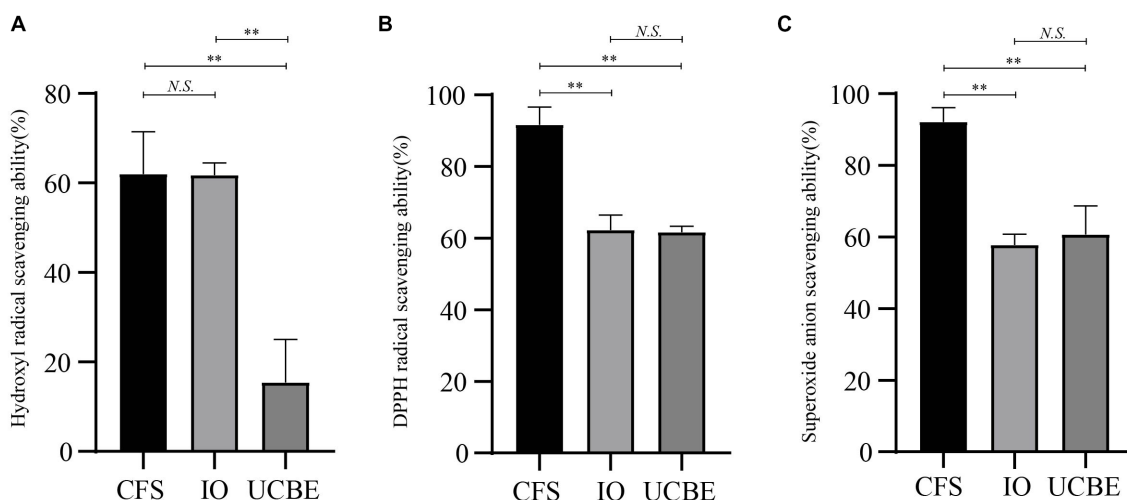 A
Hydroxyl radical scavenging ability(%)
**
**
N.S.
80
60
40
20
0
CFS IO UCBE
B
DPPH radical scavenging ability(%)
N.S.
**
**
100
80
60
40
20
0
CFS IO UCBE
C
Superoxide anion scavenging ability(%)
N.S.
**
**
100
80
60
40
20
0
CFS IO UCBE